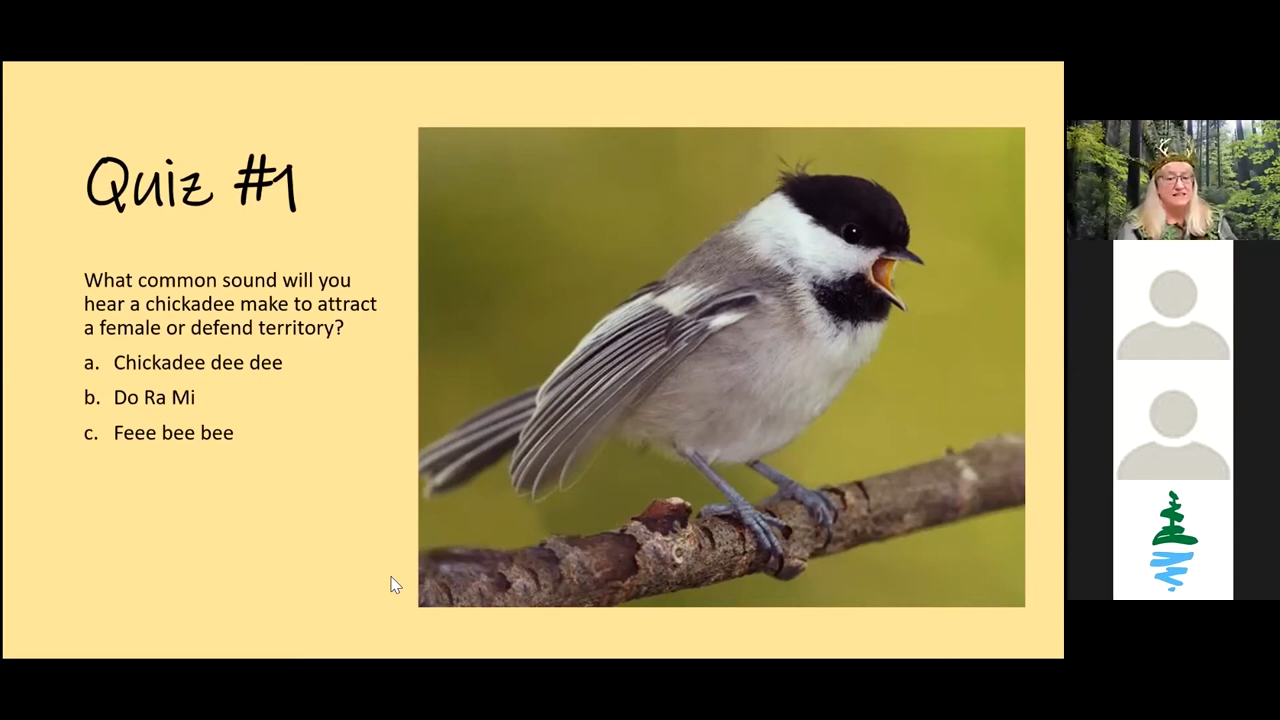 Quiz #1
What common sound will you
hear a chickadee make to attract
a female or defend territory?
a. Chickadee dee dee
b. Do Ra Mi
c. Feee bee bee